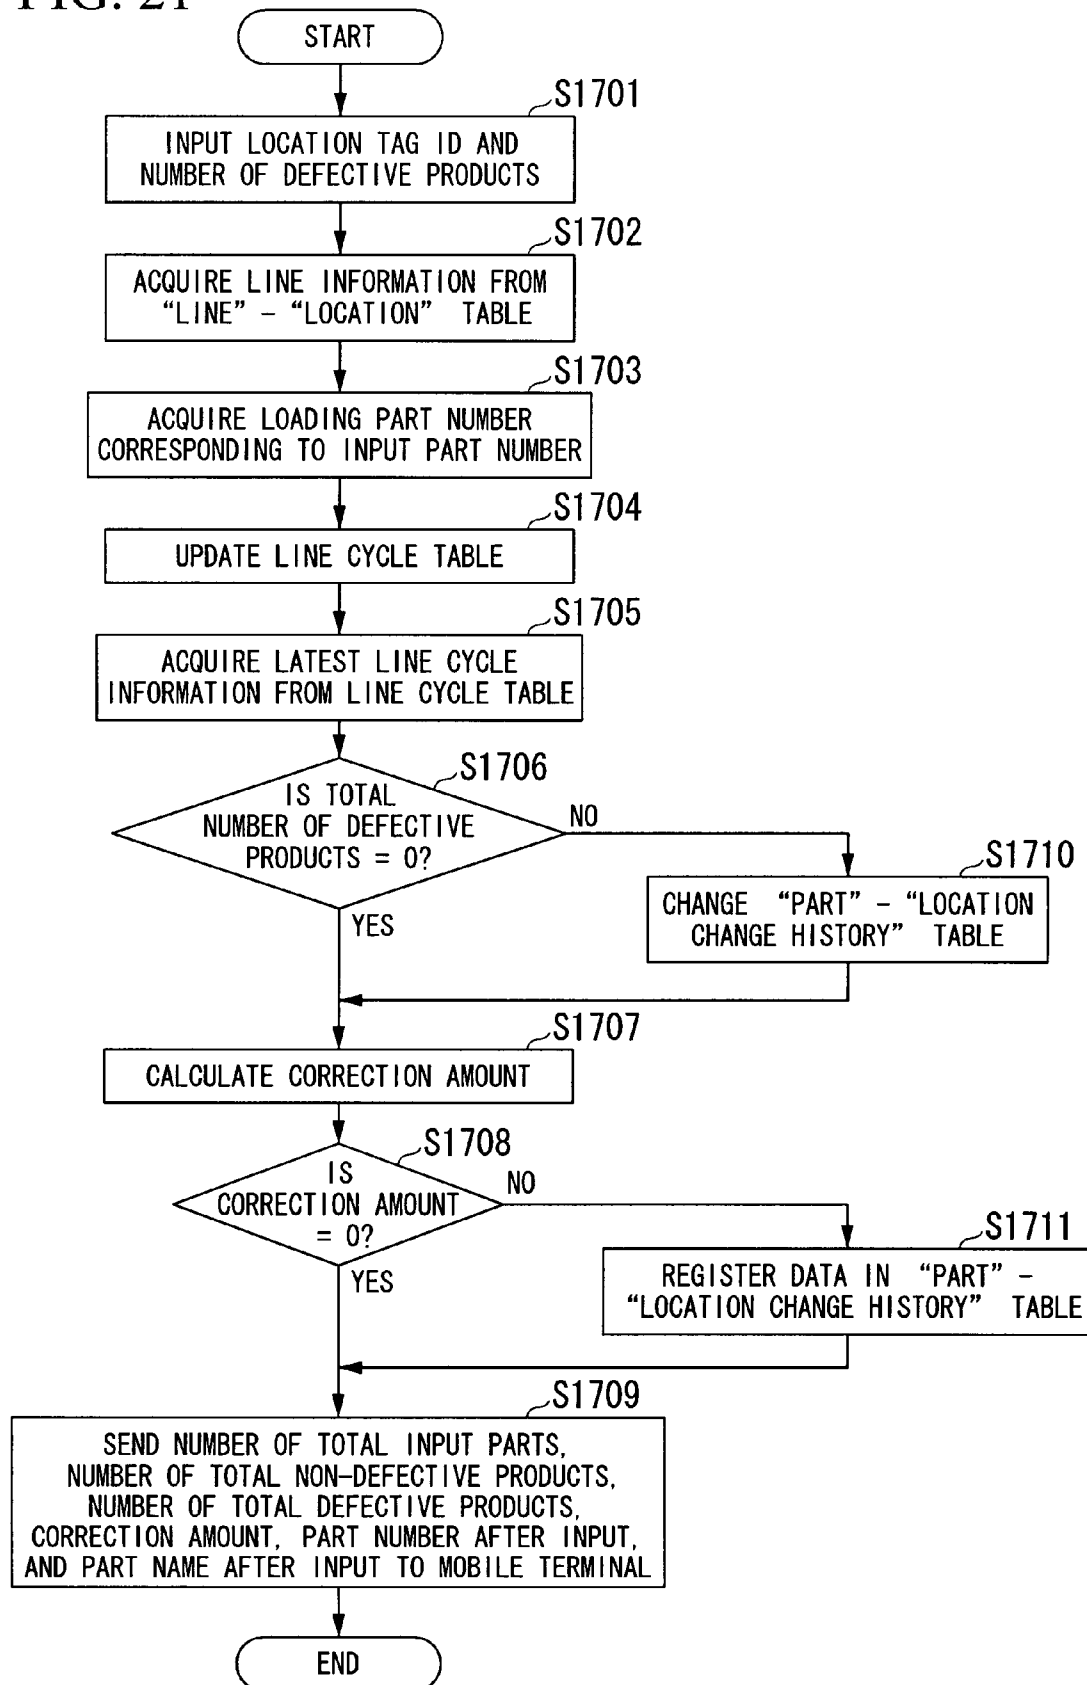 FIG. 21
START
S1701
INPUT LOCATION TAG ID AND
NUMBER OF DEFECTIVE PRODUCTS
S1702
ACQUIRE LINE INFORMATION FROM
“LINE” – “LOCATION” TABLE
S1703
ACQUIRE LOADING PART NUMBER
CORRESPONDING TO INPUT PART NUMBER
S1704
UPDATE LINE CYCLE TABLE
S1705
ACQUIRE LATEST LINE CYCLE
INFORMATION FROM LINE CYCLE TABLE
S1706
IS TOTAL
NUMBER OF DEFECTIVE
PRODUCTS = 0?
NO
YES
S1710
CHANGE “PART” – “LOCATION
CHANGE HISTORY” TABLE
S1707
CALCULATE CORRECTION AMOUNT
S1708
IS
CORRECTION AMOUNT
= 0?
NO
YES
S1711
REGISTER DATA IN “PART” –
“LOCATION CHANGE HISTORY” TABLE
S1709
SEND NUMBER OF TOTAL INPUT PARTS,
NUMBER OF TOTAL NON-DEFECTIVE PRODUCTS,
NUMBER OF TOTAL DEFECTIVE PRODUCTS,
CORRECTION AMOUNT, PART NUMBER AFTER INPUT,
AND PART NAME AFTER INPUT TO MOBILE TERMINAL
END